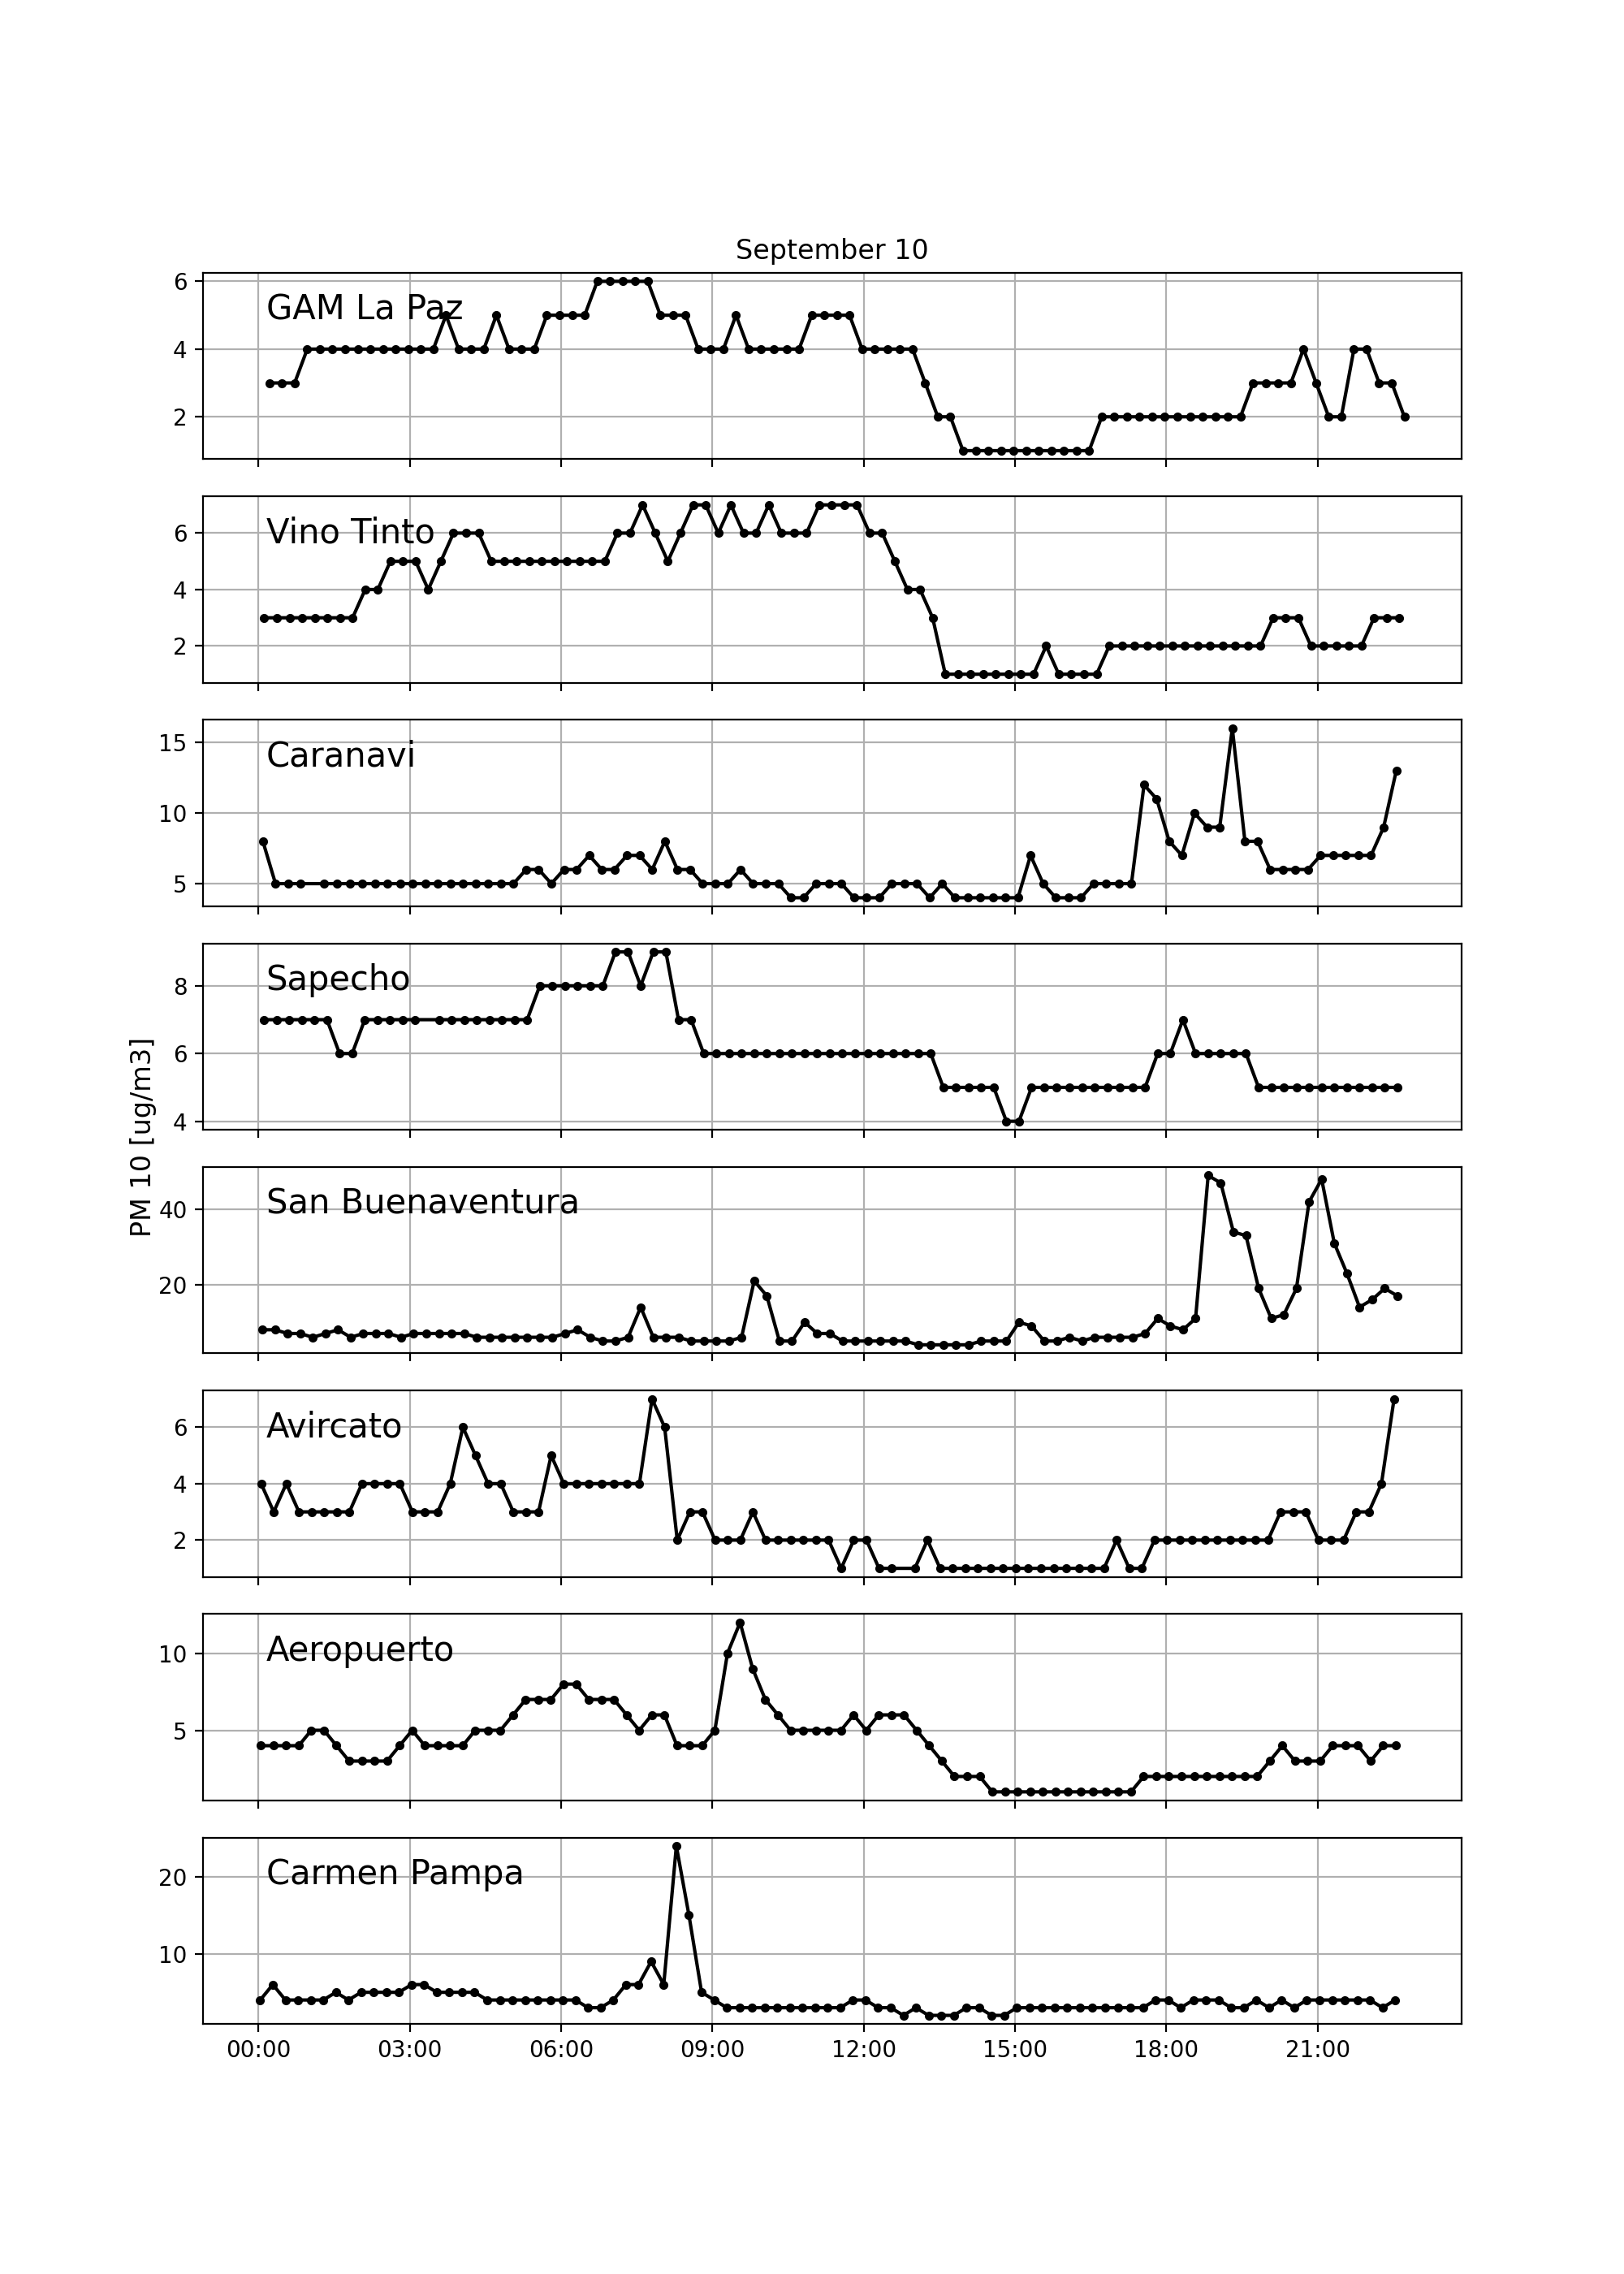 September 10
6
GAM La Paz
4
2
Vino Tinto
6
4
2
15
Caranavi
10
5
Sapecho
8
6
4
PM 10 [ug/m3]
San Buenaventura
40
20
Avircato
6
4
2
Aeropuerto
10
5
Carmen Pampa
20
10
00:00 03:00 06:00 09:00 12:00 15:00 18:00 21:00